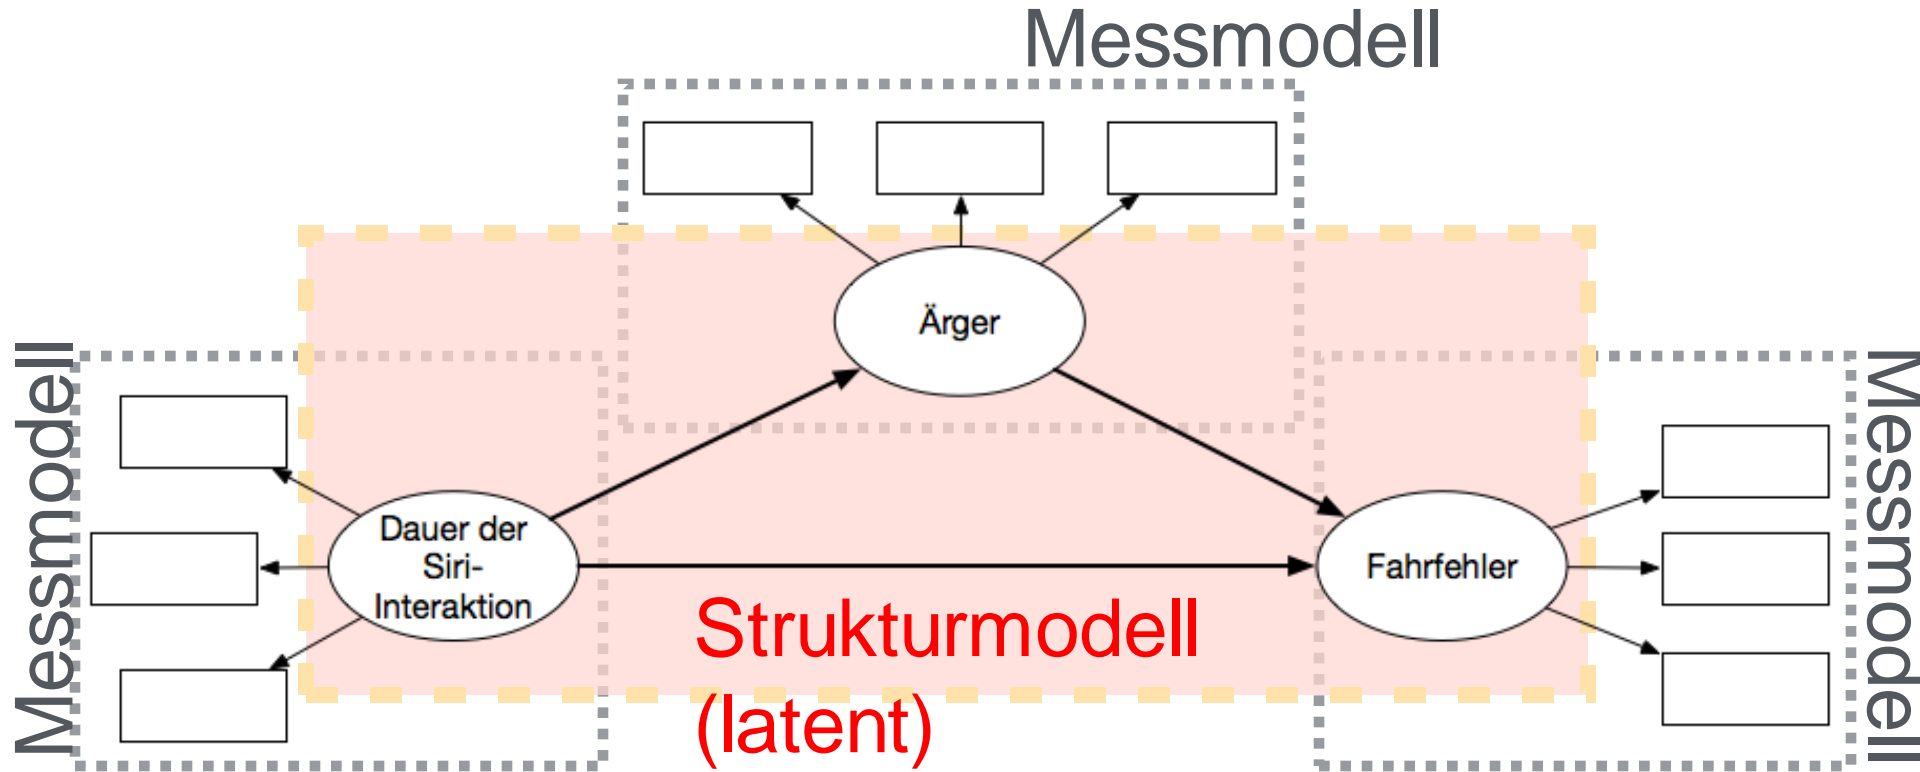 Messmodell
Ärger
Messmodell
Dauer der
Siri-
Interaktion
Fahrfehler
Messmodell
Strukturmodell
(latent)